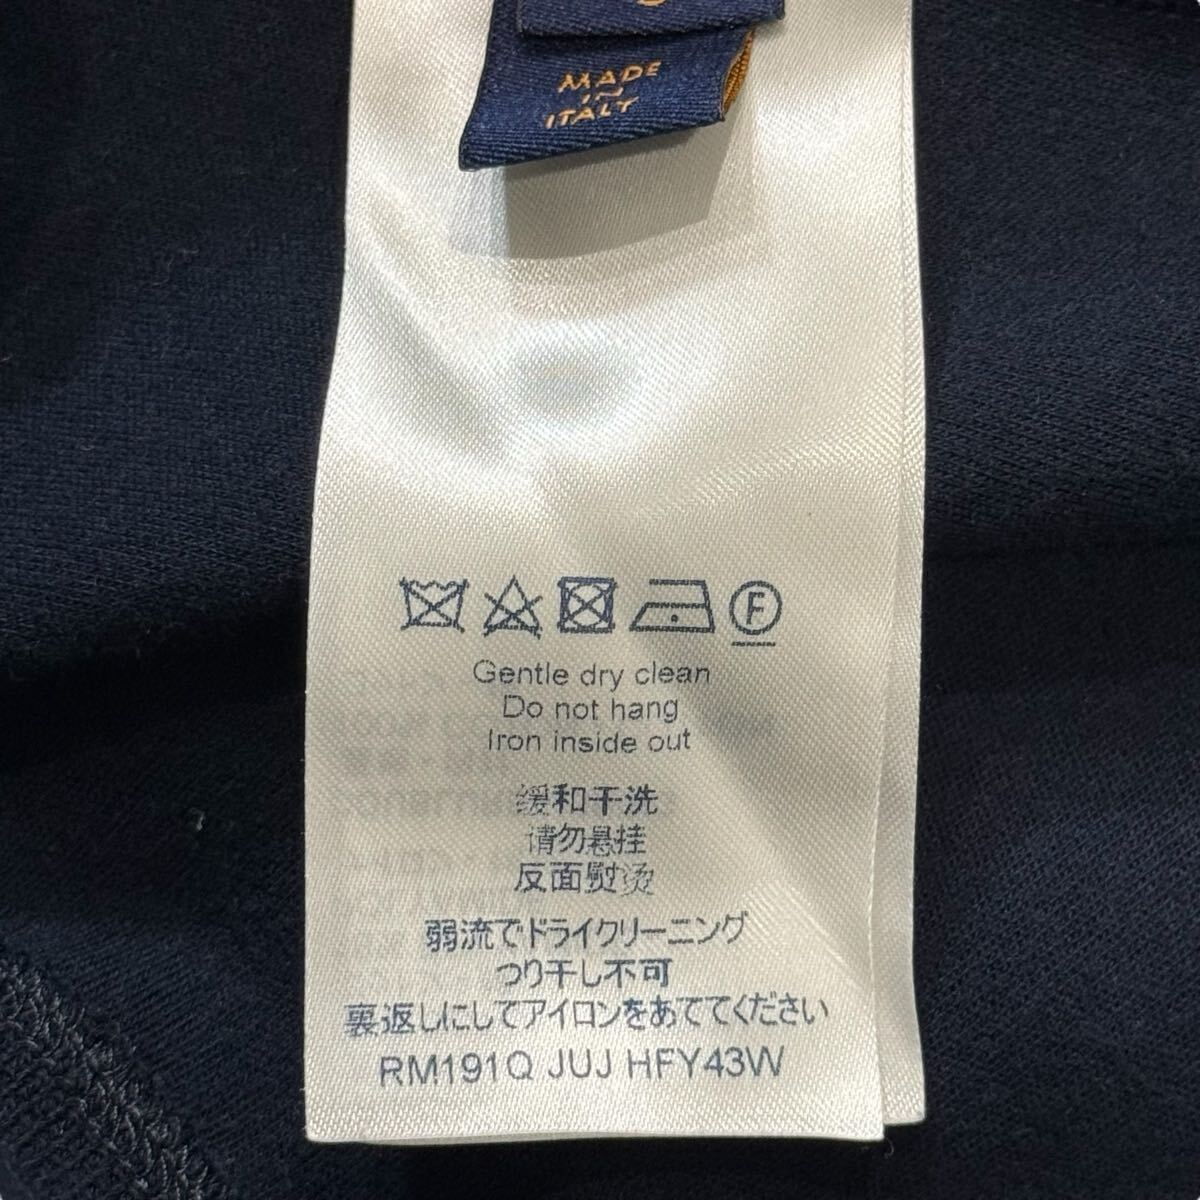 MADE
IN
ITALY
F
Gentle dry clean
Do not hang
Iron inside out
缓和干洗
请勿悬挂
反面熨烫
弱流でドライクリーニング
つり干し不可
裏返しにしてアイロンをあててください
RM191Q JUJ HFY43W